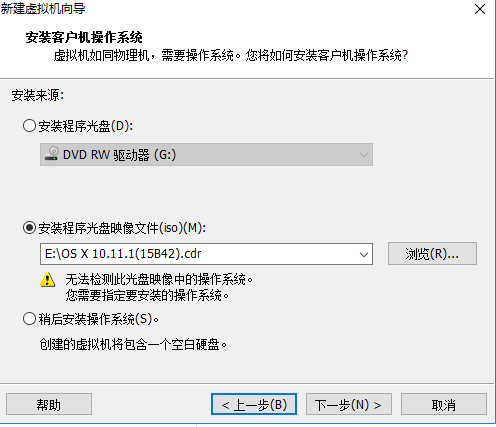 新建虚拟机向导
安装客户机操作系统
虚拟机如同物理机，需要操作系统。您将如何安装客户机操作系统?
安装来源:
安装程序光盘(D):
DVD RW 驱动器 (G:)
安装程序光盘映像文件(iso)(M):
E:\OS X 10.11.1(15B42).cdr
浏览(R)...
无法检测此光盘映像中的操作系统。
您需要指定要安装的操作系统。
稍后安装操作系统(S)。
创建的虚拟机将包含一个空白硬盘。
帮助
< 上一步(B)
下一步(N) >
取消